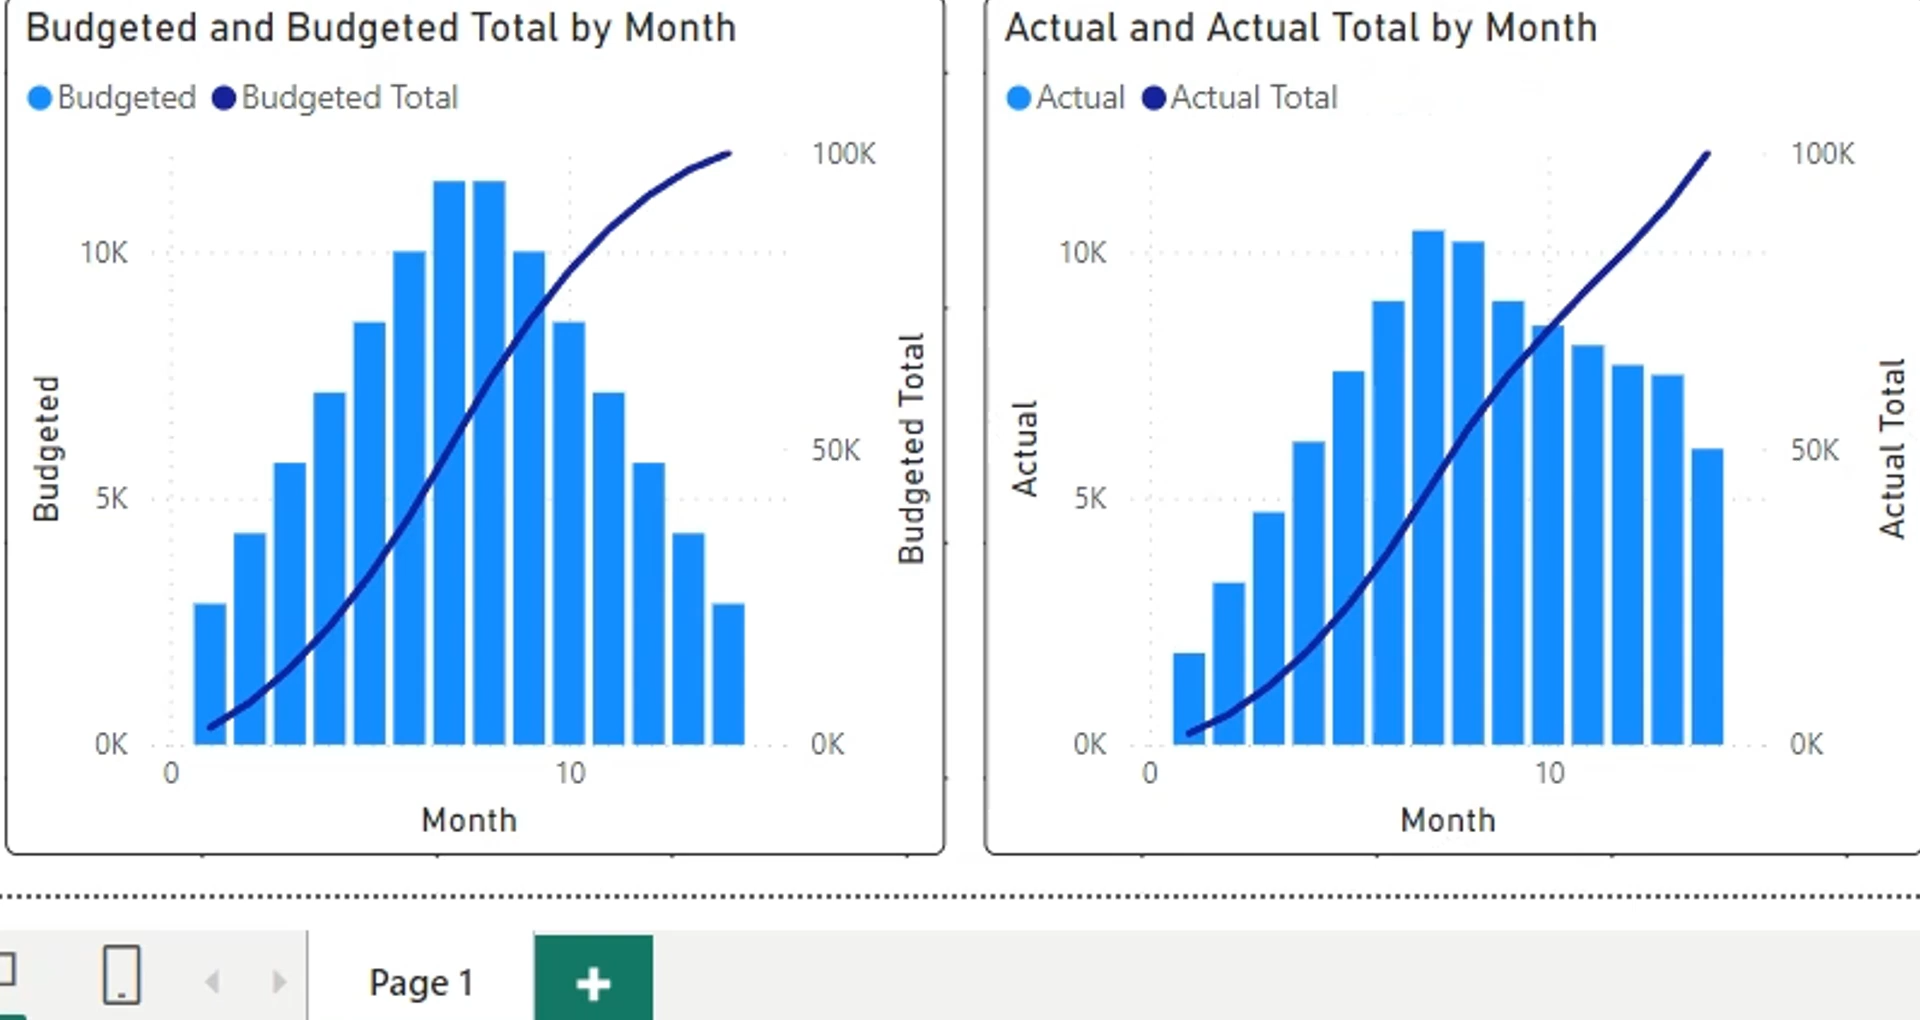 Budgeted and Budgeted Total by Month
Budgeted Budgeted Total
100K
10K
50K
5K
0K
0K
0
10
Budgeted
Budgeted Total
Month
Actual and Actual Total by Month
Actual Actual Total
100K
10K
50K
5K
0K
0K
0
10
Actual
Actual Total
Month
Page 1